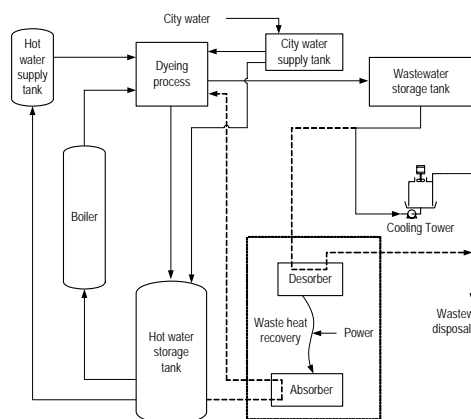 City water
Hot
water
supply
tank
Dyeing
process
City water
supply tank
Wastewater
storage tank
Boiler
Cooling Tower
Desorber
Waste heat
recovery
Power
Hot water
storage
tank
Absorber
Wastew
disposal